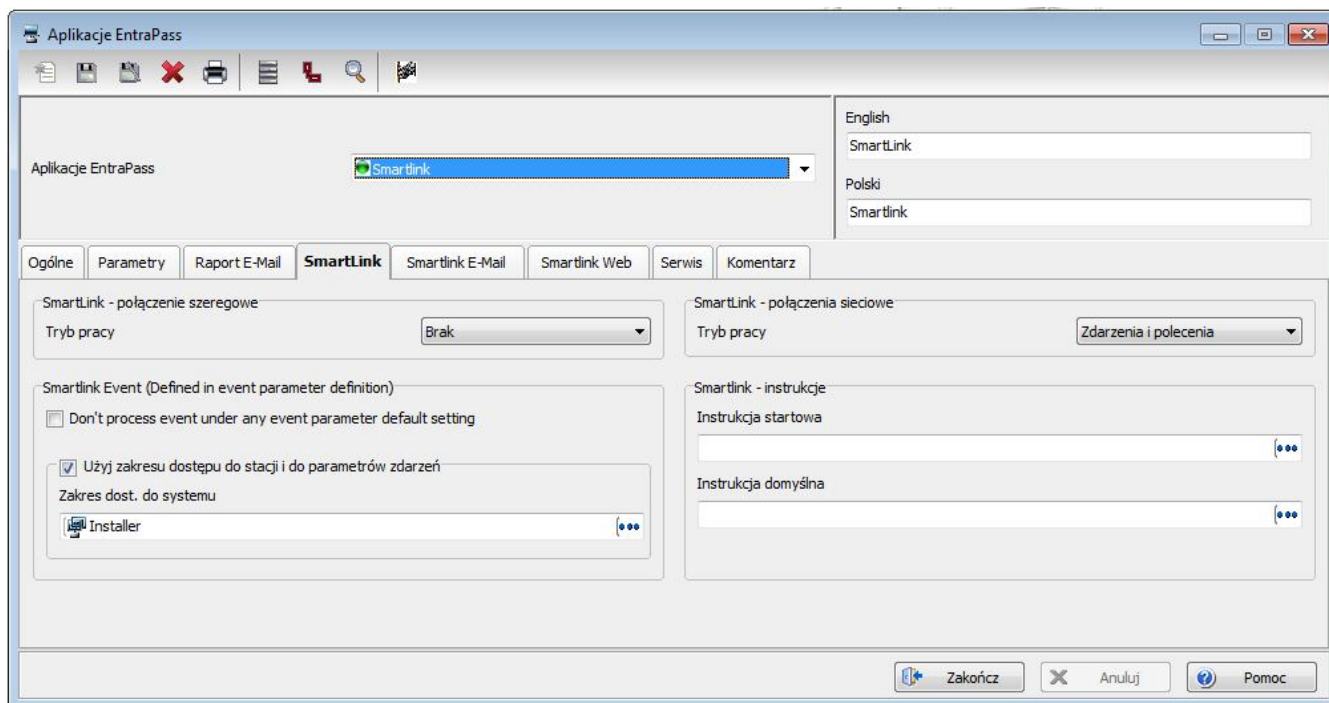 Aplikacje EntraPass
Aplikacje EntraPass
Smartlink
English
SmartLink
Polski
Smartlink
Ogólne
Parametry
Raport E-Mail
SmartLink
Smartlink E-Mail
Smartlink Web
Serwis
Komentarz
SmartLink - połączenie szeregowe
Tryb pracy
Brak
SmartLink - połączenia sieciowe
Tryb pracy
Zdarzenia i polecenia
Smartlink Event (Defined in event parameter definition)
Don't process event under any event parameter default setting
Użyj zakresu dostępu do stacji i do parametrów zdarzeń
Zakres dost. do systemu
Installer
Smartlink - instrukcje
Instrukcja startowa
Instrukcja domyślna
Zakończ
Anuluj
Pomoc